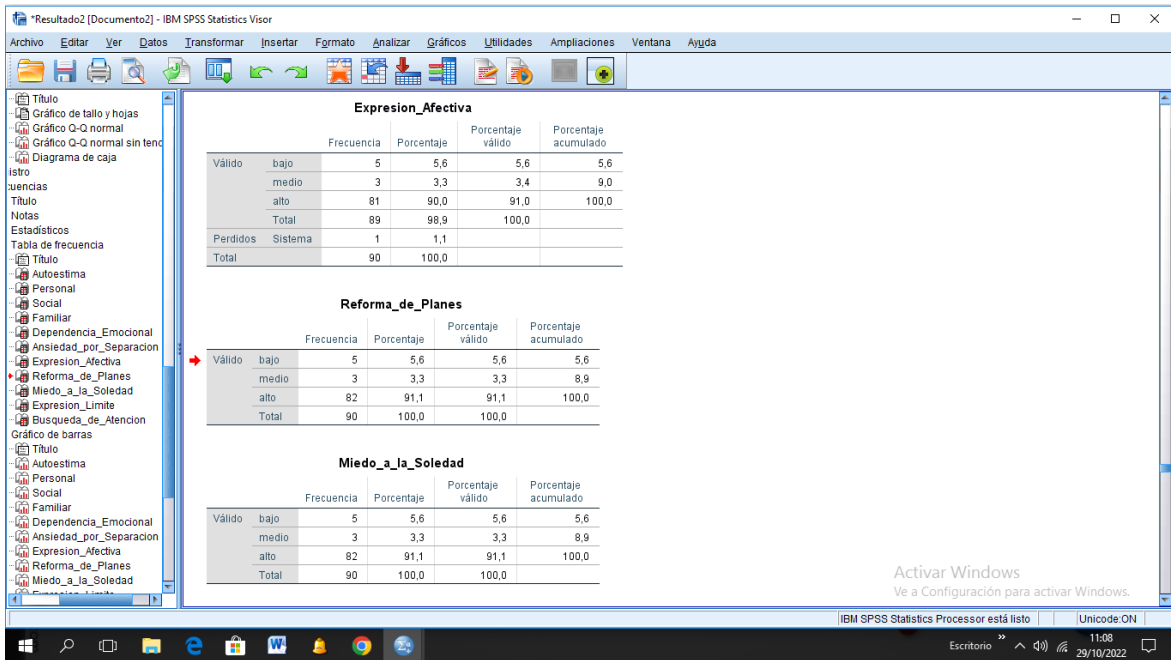 *Resultado2 [Documento2] - IBM SPSS Statistics Visor
Archivo Editar Ver Datos Transformar Insertar Formato Analizar Gráficos Utilidades Ampliaciones Ventana Ayuda
Título
Gráfico de tallo y hojas
Gráfico Q-Q normal
Gráfico Q-Q normal sin tenc
Diagrama de caja
istro
cuencias
Título
Notas
Estadísticos
Tabla de frecuencia
Título
Autoestima
Personal
Social
Familiar
Dependencia_Emocional
Ansiedad_por_Separacion
Expresion_Afectiva
Reforma_de_Planes
Miedo_a_la_Soledad
Expresion_Limite
Busqueda_de_Atencion
Gráfico de barras
Título
Autoestima
Personal
Social
Familiar
Dependencia_Emocional
Ansiedad_por_Separacion
Expresion_Afectiva
Reforma_de_Planes
Miedo_a_la_Soledad
Expresion_Afectiva
Frecuencia Porcentaje Porcentaje válido Porcentaje acumulado
Válido bajo 5 5,6 5,6 5,6
medio 3 3,3 3,4 9,0
alto 81 90,0 91,0 100,0
Total 89 98,9 100,0
Perdidos Sistema 1 1,1
Total 90 100,0
Reforma_de_Planes
Frecuencia Porcentaje Porcentaje válido Porcentaje acumulado
Válido bajo 5 5,6 5,6 5,6
medio 3 3,3 3,3 8,9
alto 82 91,1 91,1 100,0
Total 90 100,0 100,0
Miedo_a_la_Soledad
Frecuencia Porcentaje Porcentaje válido Porcentaje acumulado
Válido bajo 5 5,6 5,6 5,6
medio 3 3,3 3,3 8,9
alto 82 91,1 91,1 100,0
Total 90 100,0 100,0
Activar Windows
Ve a Configuración para activar Windows.
IBM SPSS Statistics Processor está listo Unicode:ON
Escritorio 11:08
29/10/2022